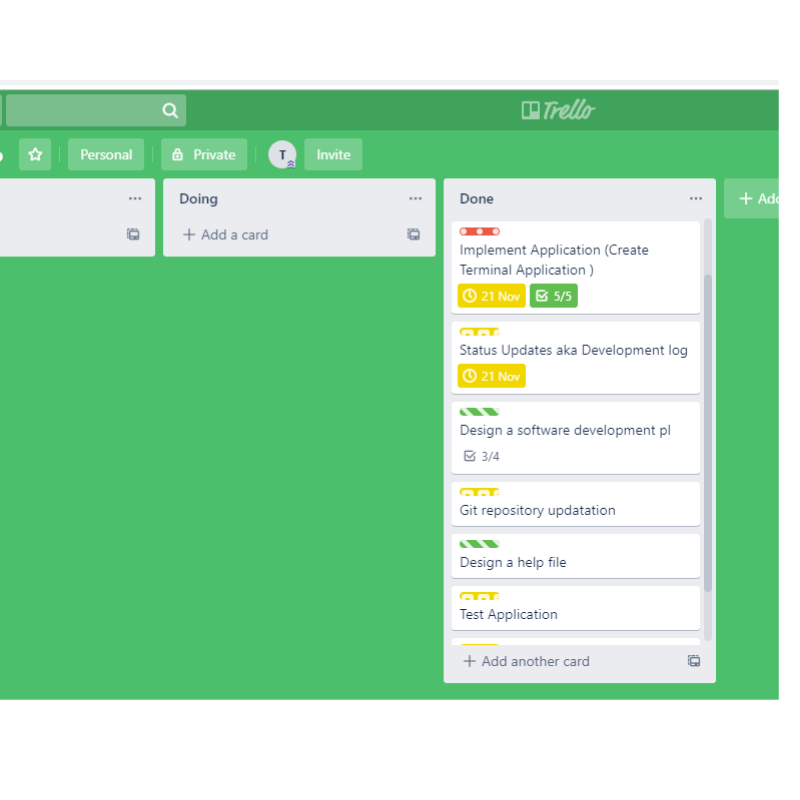 Trello
Personal
Private
T
Invite
Doing
Add a card
Done
Implement Application (Create
Terminal Application )
21 Nov
5/5
Status Updates aka Development log
21 Nov
Design a software development pl
3/4
Git repository updatation
Design a help file
Test Application
Add another card